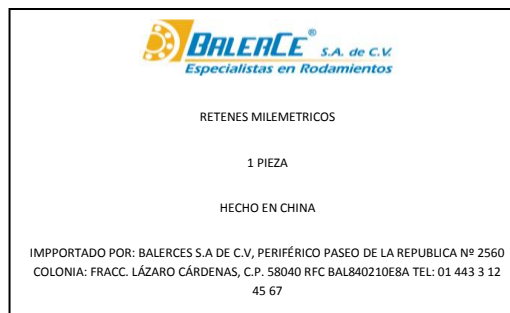 BALERCE® S.A. de C.V.
Especialistas en Rodamientos
RETENES MILEMETRICOS
1 PIEZA
HECHO EN CHINA
IMPPORTADO POR: BALERCES S.A DE C.V, PERIFÉRICO PASEO DE LA REPUBLICA Nº 2560
COLONIA: FRACC. LÁZARO CÁRDENAS, C.P. 58040 RFC BAL840210E8A TEL: 01 443 3 12
45 67